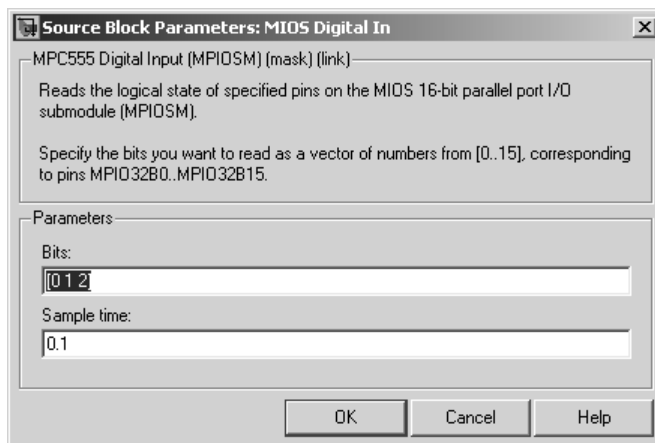 Source Block Parameters: MIOS Digital In
MPC555 Digital Input (MPIOSM) (mask) (link)
Reads the logical state of specified pins on the MIOS 16-bit parallel port I/O
submodule (MPIOSM).
Specify the bits you want to read as a vector of numbers from [0..15], corresponding
to pins MPIO32B0..MPIO32B15.
Parameters
Bits:
[0 1 2]
Sample time:
0.1
OK Cancel Help